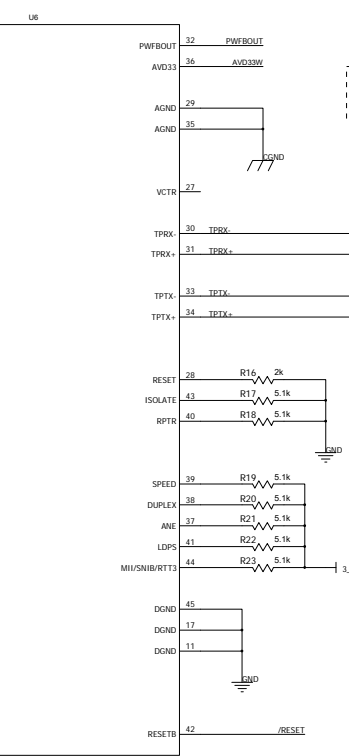 U6
PWFBOUT 32 PWFBOUT
AVD33 36 AVD33W
AGND 29
AGND 35
CGND
VCTR 27
TPRX- 30 TPRX-
TPRX+ 31 TPRX+
TPTX- 33 TPTX-
TPTX+ 34 TPTX+
RESET 28 R16 2k
ISOLATE 43 R17 5.1k
RPTR 40 R18 5.1k
GND
SPEED 39 R19 5.1k
DUPLEX 38 R20 5.1k
ANE 37 R21 5.1k
LDPS 41 R22 5.1k
MII/SNIB/RTT3 44 R23 5.1k 3_
DGND 45
DGND 17
DGND 11
GND
RESETB 42 /RESET